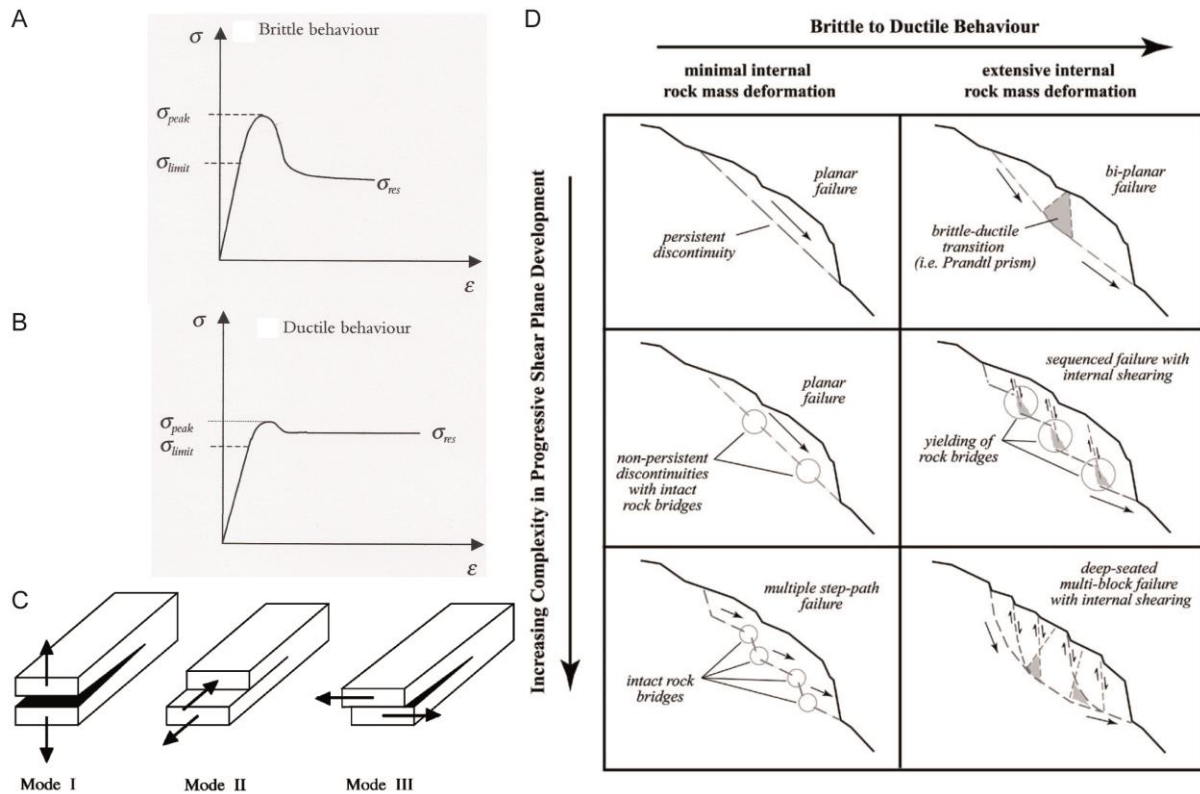 A
σ
Brittle behaviour
σpeak
σlimit
σres
ε
B
σ
Ductile behaviour
σpeak
σlimit
σres
ε
C
Mode I
Mode II
Mode III
D
Brittle to Ductile Behaviour
minimal internal
rock mass deformation
extensive internal
rock mass deformation
Increasing Complexity in Progressive Shear Plane Development
planar
failure
persistent
discontinuity
bi-planar
failure
brittle-ductile
transition
(i.e. Prandtl prism)
planar
failure
non-persistent
discontinuities
with intact
rock bridges
sequenced failure with
internal shearing
yielding of
rock bridges
multiple step-path
failure
intact rock
bridges
deep-seated
multi-block failure
with internal shearing